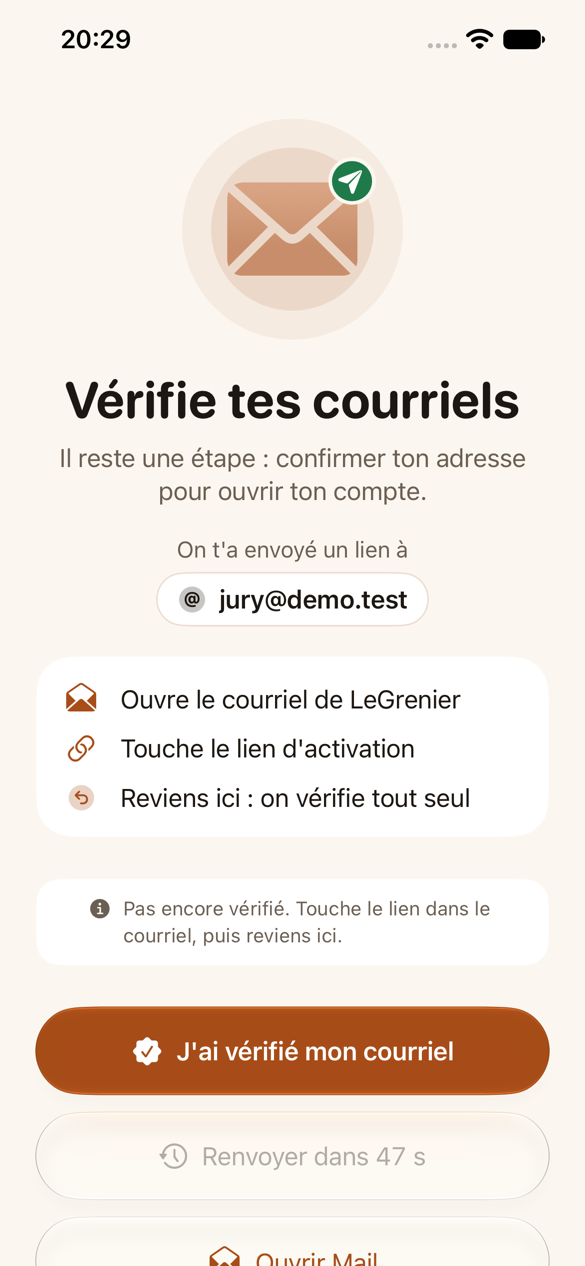 20:29
Vérifie tes courriels
Il reste une étape : confirmer ton adresse
pour ouvrir ton compte.
On t'a envoyé un lien à
@ jury@demo.test
Ouvre le courriel de LeGrenier
Touche le lien d'activation
Reviens ici : on vérifie tout seul
Pas encore vérifié. Touche le lien dans le
courriel, puis reviens ici.
J'ai vérifié mon courriel
Renvoyer dans 47 s
Ouvrir Mail